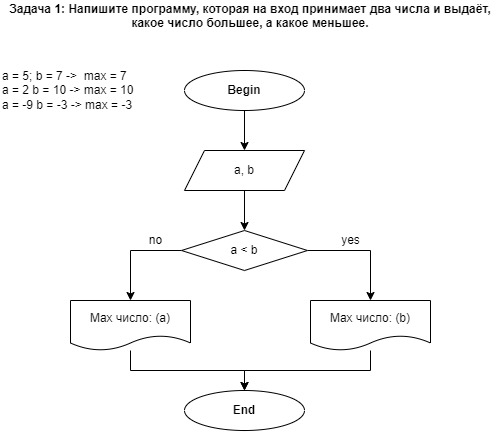 Задача 1: Напишите программу, которая на вход принимает два числа и выдаёт,
какое число большее, а какое меньшее.
a = 5; b = 7 -> max = 7
a = 2 b = 10 -> max = 10
a = -9 b = -3 -> max = -3
Begin
a, b
a < b
no
yes
Max число: (a)
Max число: (b)
End